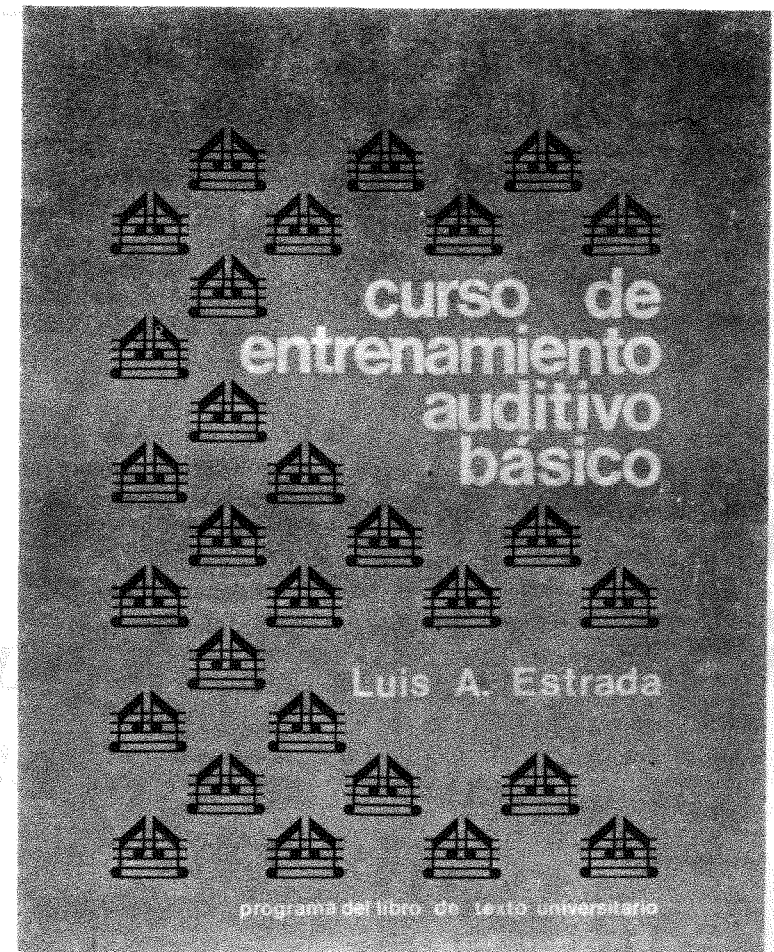 curso de
entrenamiento
auditivo
básico
Luis A. Estrada
programa del libro de texto universitario